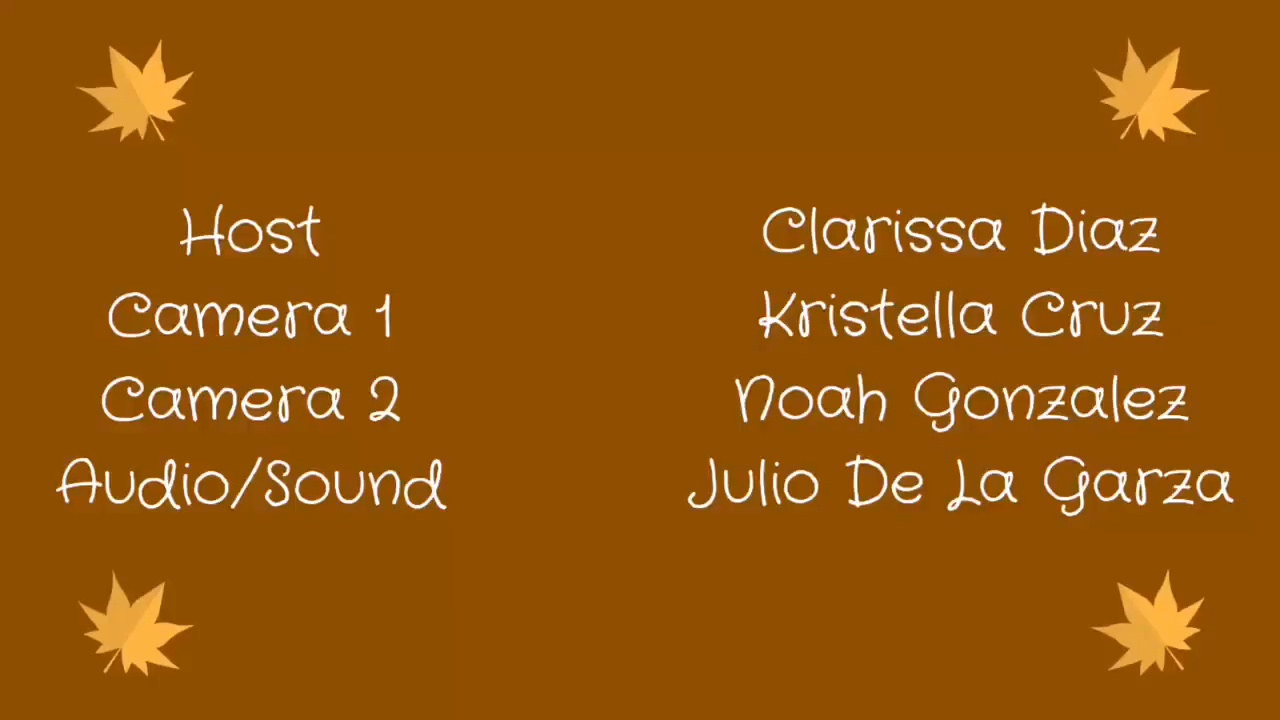 Host Clarissa Diaz
Camera 1 Kristella Cruz
Camera 2 Noah Gonzalez
Audio/Sound Julio De La Garza